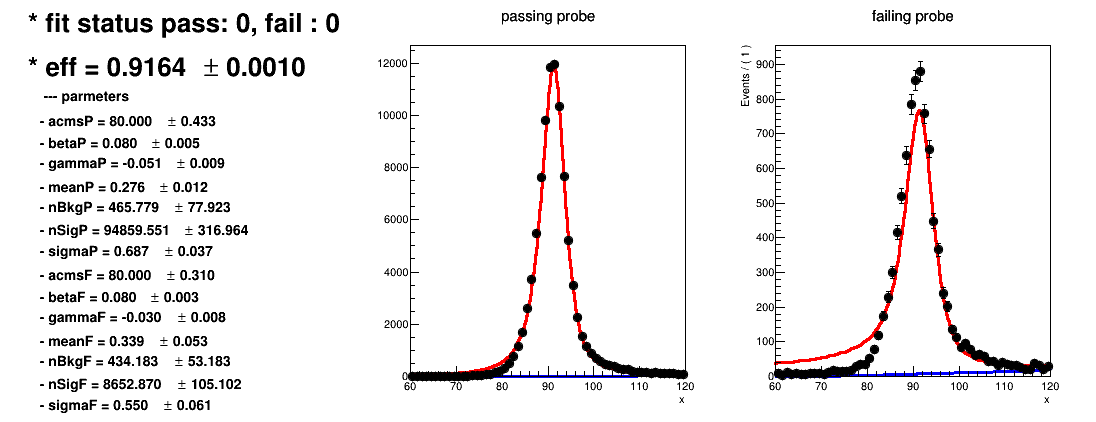 * fit status pass: 0, fail : 0
* eff = 0.9164 ± 0.0010
--- parmeters
- acmsP = 80.000 ± 0.433
- betaP = 0.080 ± 0.005
- gammaP = -0.051 ± 0.009
- meanP = 0.276 ± 0.012
- nBkgP = 465.779 ± 77.923
- nSigP = 94859.551 ± 316.964
- sigmaP = 0.687 ± 0.037
- acmsF = 80.000 ± 0.310
- betaF = 0.080 ± 0.003
- gammaF = -0.030 ± 0.008
- meanF = 0.339 ± 0.053
- nBkgF = 434.183 ± 53.183
- nSigF = 8652.870 ± 105.102
- sigmaF = 0.550 ± 0.061
passing probe
12000
10000
8000
6000
4000
2000
0
60 70 80 90 100 110 120
x
failing probe
Events / ( 1 )
900
800
700
600
500
400
300
200
100
0
60 70 80 90 100 110 120
x